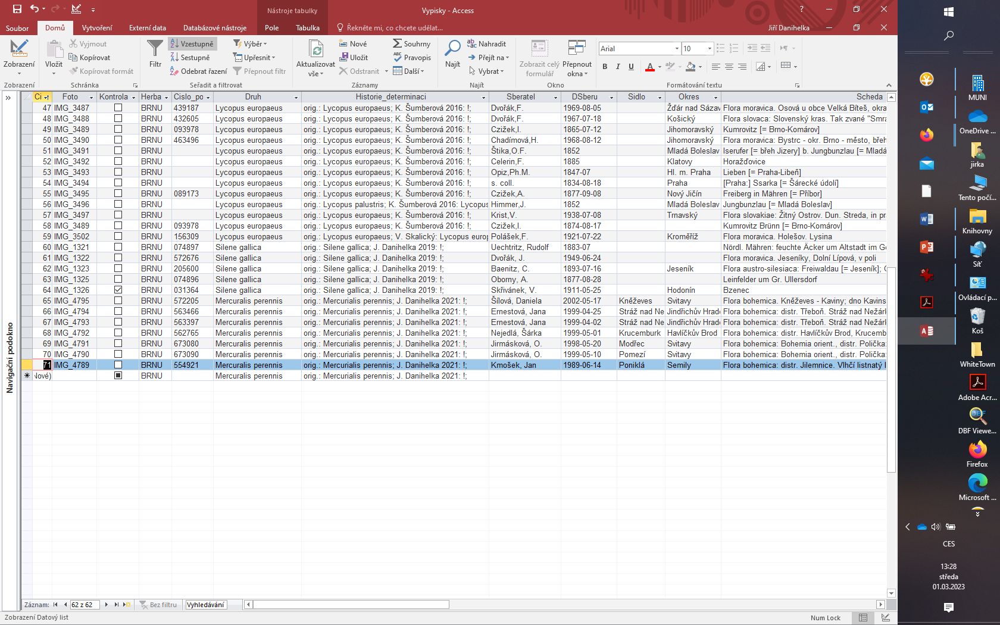 Nástroje tabulky
Vypisky - Access
Soubor Domů Vytvoření Externí data Databázové nástroje Pole Tabulka Řekněte mi, co chcete udělat... Jiří Danihelka
Zobrazení
Zobrazení
Vložit
Vyjmout
Kopírovat
Kopírovat formát
Schránka
Filtr
Vzestupně
Sestupně
Odebrat řazení
Výběr
Upřesnit
Přepnout filtr
Seřadit a filtrovat
Aktualizovat vše
Nové
Uložit
Odstranit
Souhrny
Pravopis
Další
Záznamy
Najít
Nahradit
Přejít na
Vybrat
Najít
Zobrazit celý formulář
Přepnout okna
Okno
Arial 10
B I U A
Formátování textu
Ci Foto Kontrola Herba Cislo_po Druh Historie_determinaci Sberatel DSberu Sidlo Okres Scheda
47 IMG_3487 BRNU 439187 Lycopus europaeus orig.: Lycopus europaeus; K. Šumberová 2016: !; Dvořák,F. 1969-08-05 Žďár nad Sázav Flora moravica. Osová u obce Velká Bíteš, okra
48 IMG_3488 BRNU 432605 Lycopus europaeus orig.: Lycopus europaeus; K. Šumberová 2016: !; Dvořák,F. 1967-07-18 Košický Flora slovaca: Slovenský kras. Tak zvané "Smra
49 IMG_3489 BRNU 093978 Lycopus europaeus orig.: Lycopus europaeus; K. Šumberová 2016: !; Czižek,I. 1865-07-12 Jihomoravský Kumrovitz [= Brno-Komárov]
50 IMG_3490 BRNU 463496 Lycopus europaeus orig.: Lycopus europaeus; K. Šumberová 2016: !; Chadímová,H. 1968-08-12 Jihomoravský Flora moravica: Bystrc - okr. Brno - město, břeh
51 IMG_3491 BRNU Lycopus europaeus orig.: Lycopus europaeus; K. Šumberová 2016: !; Štika,O.F. 1852 Mladá Boleslav Iserufer [= břeh Jizery] b. Jungbunzlau [= Mladá
52 IMG_3492 BRNU Lycopus europaeus orig.: Lycopus europaeus; K. Šumberová 2016: !; Celerin,F. 1885 Klatovy Horažďovice
53 IMG_3493 BRNU Lycopus europaeus orig.: Lycopus europaeus; K. Šumberová 2016: !; Opiz,Ph.M. 1847-07 Hl. m. Praha Lieben [= Praha-Libeň]
54 IMG_3494 BRNU Lycopus europaeus orig.: Lycopus europaeus; K. Šumberová 2016: !; s. coll. 1834-08-18 Praha [Praha:] Ssarka [= Šárecké údolí]
55 IMG_3495 BRNU 089173 Lycopus europaeus orig.: Lycopus europaeus; K. Šumberová 2016: !; Czižek,A. 1877-09-08 Nový Jičín Freiberg in Mähren [= Příbor]
56 IMG_3496 BRNU Lycopus europaeus orig.: Lycopus palustris; K. Šumberová 2016: Lycopus Himmer,J. 1852 Mladá Boleslav Jungbunzlau [= Mladá Boleslav]
57 IMG_3497 BRNU Lycopus europaeus orig.: Lycopus europaeus; K. Šumberová 2016: !; Krist,V. 1938-07-08 Trnavský Flora slovakiae: Žitný Ostrov. Dun. Streda, in pra
58 IMG_3489 BRNU 093978 Lycopus europaeus orig.: Lycopus europaeus; K. Šumberová 2016: !; Czižek,I. 1874-08-17 Kumrovitz Brünn [= Brno-Komárov]
59 IMG_3502 BRNU 156309 Lycopus europaeus orig.: Lycopus europaeus; V. Skalický: Lycopus europ Polášek,F. 1921-07-22 Kroměříž Flora moravica. Holešov. Lysina
60 IMG_1321 BRNU 074897 Silene gallica orig.: Silene gallica; J. Danihelka 2019: !; Uechtritz, Rudolf 1883-07 Nördl. Mähren: feuchte Äcker um Altstadt im Ge
61 IMG_1322 BRNU 572676 Silene gallica orig.: Silene gallica; J. Danihelka 2019: !; Dvořák, J. 1949-06-24 Flora moravica. Jeseníky, Dolní Lípová, v poli
62 IMG_1323 BRNU 205600 Silene gallica orig.: Silene gallica; J. Danihelka 2019: !; Baenitz, C. 1893-07-16 Jeseník Flora austro-silesiaca: Freiwaldau [= Jeseník];
63 IMG_1325 BRNU 074896 Silene gallica orig.: Silene gallica; J. Danihelka 2019: !; Oborny, A. 1877-08-28 Leinfelder um Gr. Ullersdorf
64 IMG_1326 BRNU 031364 Silene gallica orig.: Silene gallica; J. Danihelka 2019: !; Skřivánek, V. 1911-05-25 Hodonín Bzenec
65 IMG_4795 BRNU 572205 Mercuralis perennis orig.: Mercurialis perennis; J. Danihelka 2021: !; Šílová, Daniela 2002-05-17 Kněževes Svitavy Flora bohemica. Kněževes - Kaviny; dno Kavins
66 IMG_4794 BRNU 563466 Mercuralis perennis orig.: Mercurialis perennis; J. Danihelka 2021: !; Ernestová, Jana 1999-04-25 Stráž nad Ne Jindřichův Hrade Flora bohemica: distr. Třeboň. Stráž nad Nežárk
67 IMG_4793 BRNU 563397 Mercuralis perennis orig.: Mercurialis perennis; J. Danihelka 2021: !; Ernestová, Jana 1999-04-02 Stráž nad Ne Jindřichův Hrade Flora bohemica: distr. Třeboň. Stráž nad Nežárk
68 IMG_4792 BRNU 562765 Mercuralis perennis orig.: Mercurialis perennis; J. Danihelka 2021: !; Nejedlá, Šárka 1999-05-01 Krucemburk Havlíčkův Brod Flora bohemica: distr. Havlíčkův Brod, Krucemb
69 IMG_4791 BRNU 673080 Mercuralis perennis orig.: Mercurialis perennis; J. Danihelka 2021: !; Jirmásková, O. 1998-05-20 Modřec Svitavy Flora bohemica: Bohemia orient., distr. Polička:
70 IMG_4790 BRNU 673090 Mercuralis perennis orig.: Mercurialis perennis; J. Danihelka 2021: !; Jirmásková, O. 1999-05-10 Pomezí Svitavy Flora bohemica: Bohemia orient., distr. Polička:
71 IMG_4789 BRNU 554921 Mercuralis perennis orig.: Mercurialis perennis; J. Danihelka 2021: !; Kmošek, Jan 1989-06-14 Poniklá Semily Flora bohemica: distr. Jilemnice. Vlhčí listnatý l
Nové) BRNU Mercuralis perennis orig.: Mercurialis perennis; J. Danihelka 2021: !;
Navigační podokno
Záznam: 62 z 62 Bez filtru Vyhledávání
Zobrazení Datový list
Num Lock
MUNI
OneDrive ...
jirka
Tento počí...
Knihovny
Síť
Ovládací p...
Koš
WhiteTown
Adobe Acr...
DBF Viewe...
Firefox
Microsoft ...
CES
13:28
středa
01.03.2023